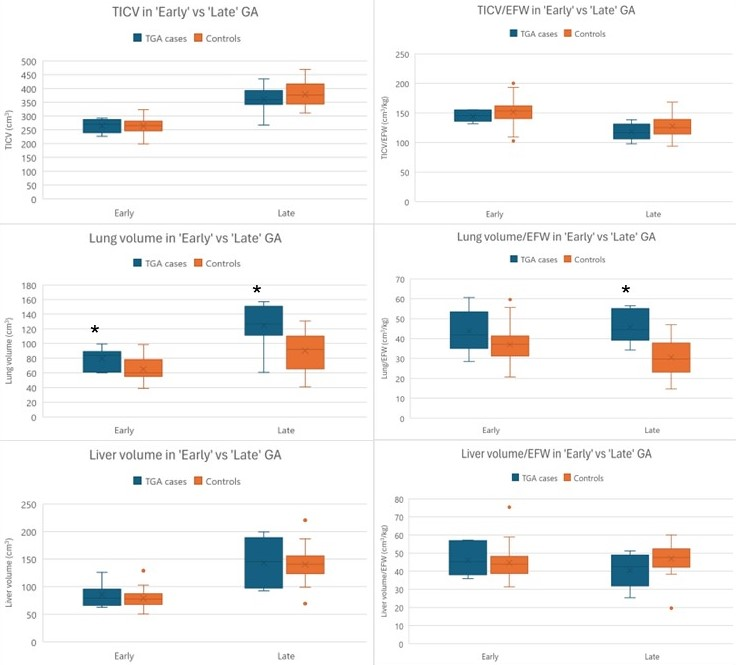 TICV in 'Early' vs 'Late' GA
TGA cases Controls
TICV (cm³)
500
450
400
350
300
250
200
150
100
50
0
Early Late
TICV/EFW in 'Early' vs 'Late' GA
TGA cases Controls
TICV/EFW (cm³/kg)
250
200
150
100
50
0
Early Late
Lung volume in 'Early' vs 'Late' GA
TGA cases Controls
Lung volume (cm³)
180
160
140
120
100
80
60
40
20
0
* *
Early Late
Lung volume/EFW in 'Early' vs 'Late' GA
TGA cases Controls
Lung/EFW (cm³/kg)
70
60
50
40
30
20
10
0
*
Early Late
Liver volume in 'Early' vs 'Late' GA
TGA cases Controls
Liver volume (cm³)
250
200
150
100
50
0
Early Late
Liver volume/EFW in 'Early' vs 'Late' GA
TGA cases Controls
Liver volume/EFW (cm³/kg)
80
70
60
50
40
30
20
10
0
Early Late